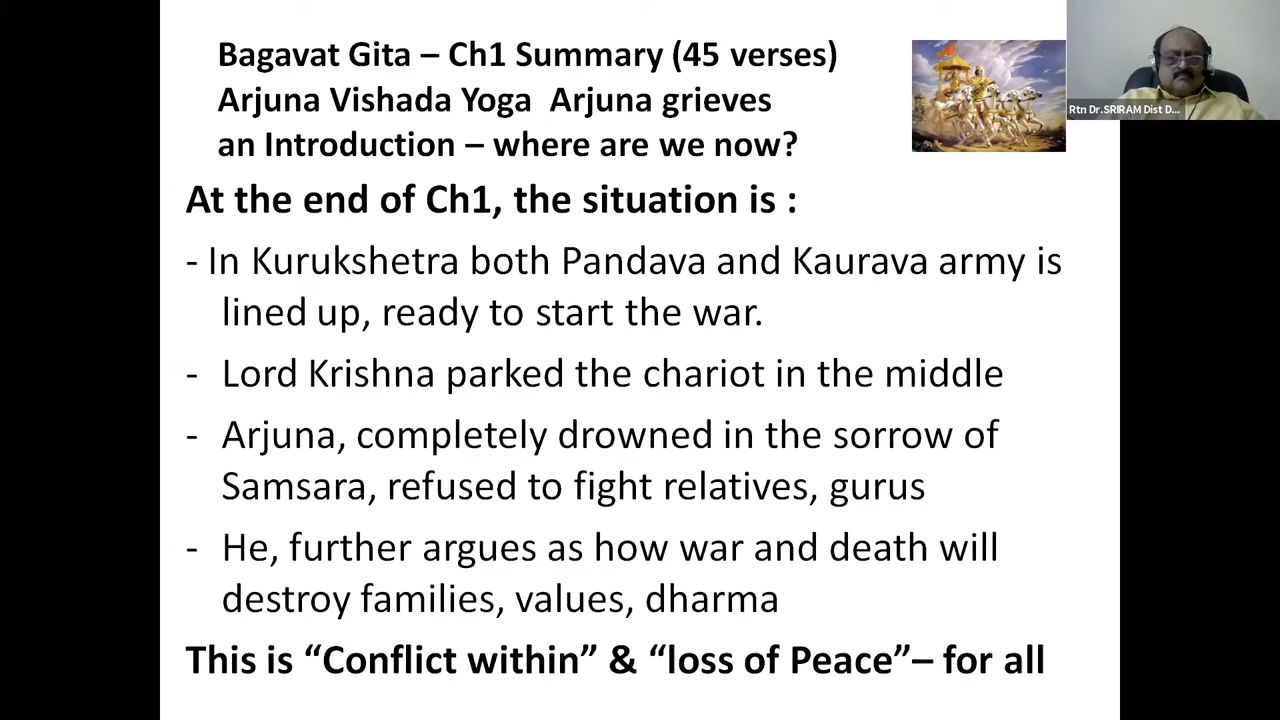 Bagavat Gita – Ch1 Summary (45 verses)
Arjuna Vishada Yoga  Arjuna grieves
an Introduction – where are we now?
Rtn Dr.SRIRAM Dist D...
At the end of Ch1, the situation is :
- In Kurukshetra both Pandava and Kaurava army is
lined up, ready to start the war.
- Lord Krishna parked the chariot in the middle
- Arjuna, completely drowned in the sorrow of
Samsara, refused to fight relatives, gurus
- He, further argues as how war and death will
destroy families, values, dharma
This is “Conflict within” & “loss of Peace”– for all